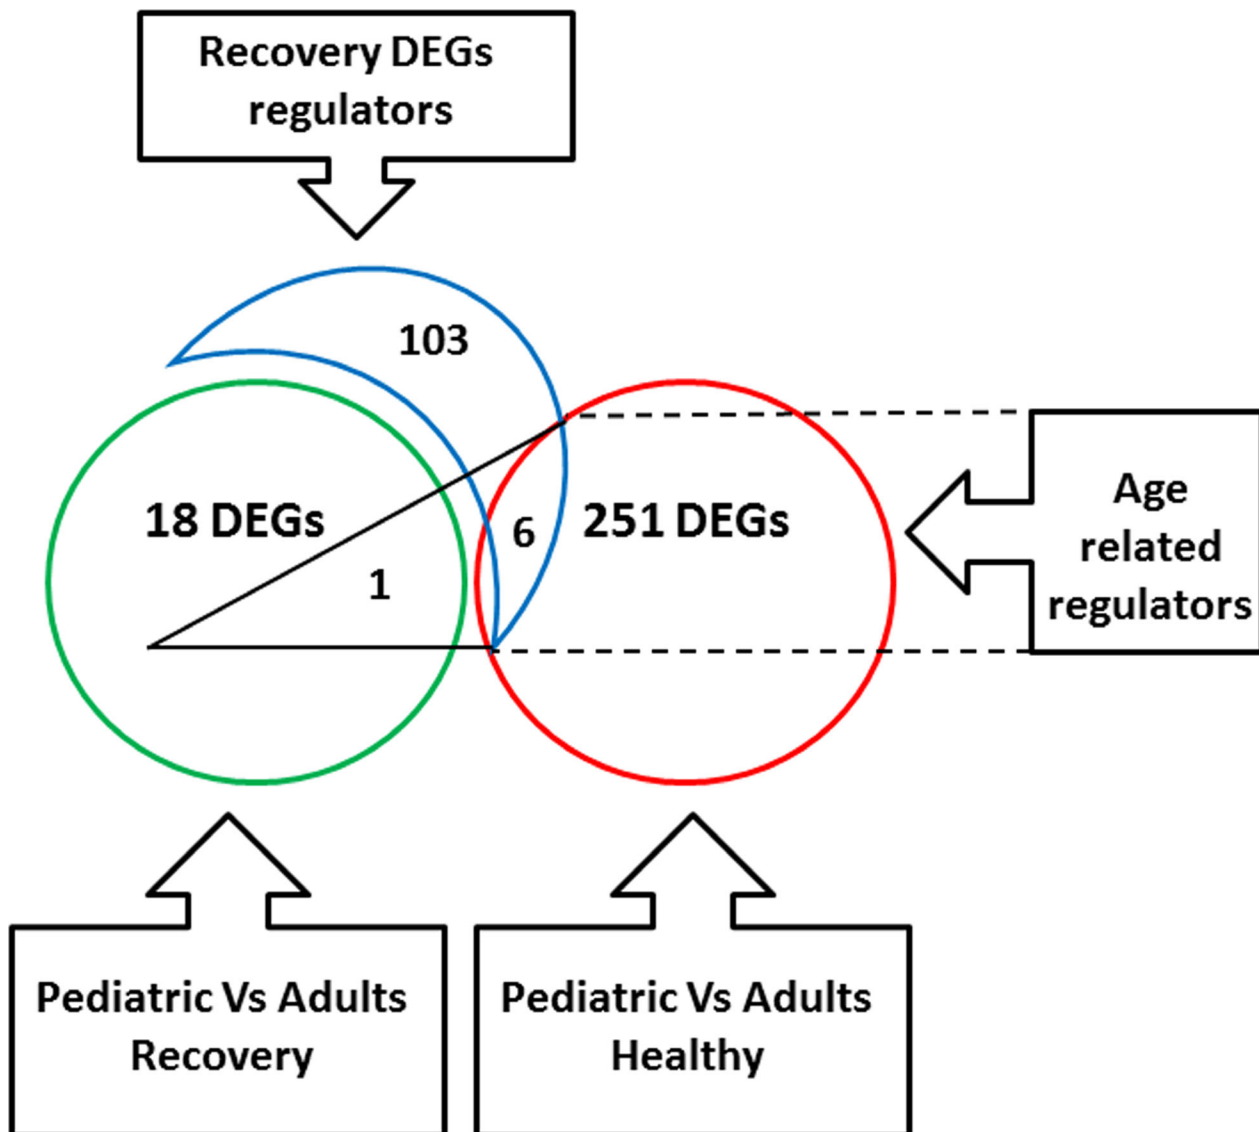 Recovery DEGs
regulators
103
18 DEGs
1
6
251 DEGs
Age
related
regulators
Pediatric Vs Adults
Recovery
Pediatric Vs Adults
Healthy